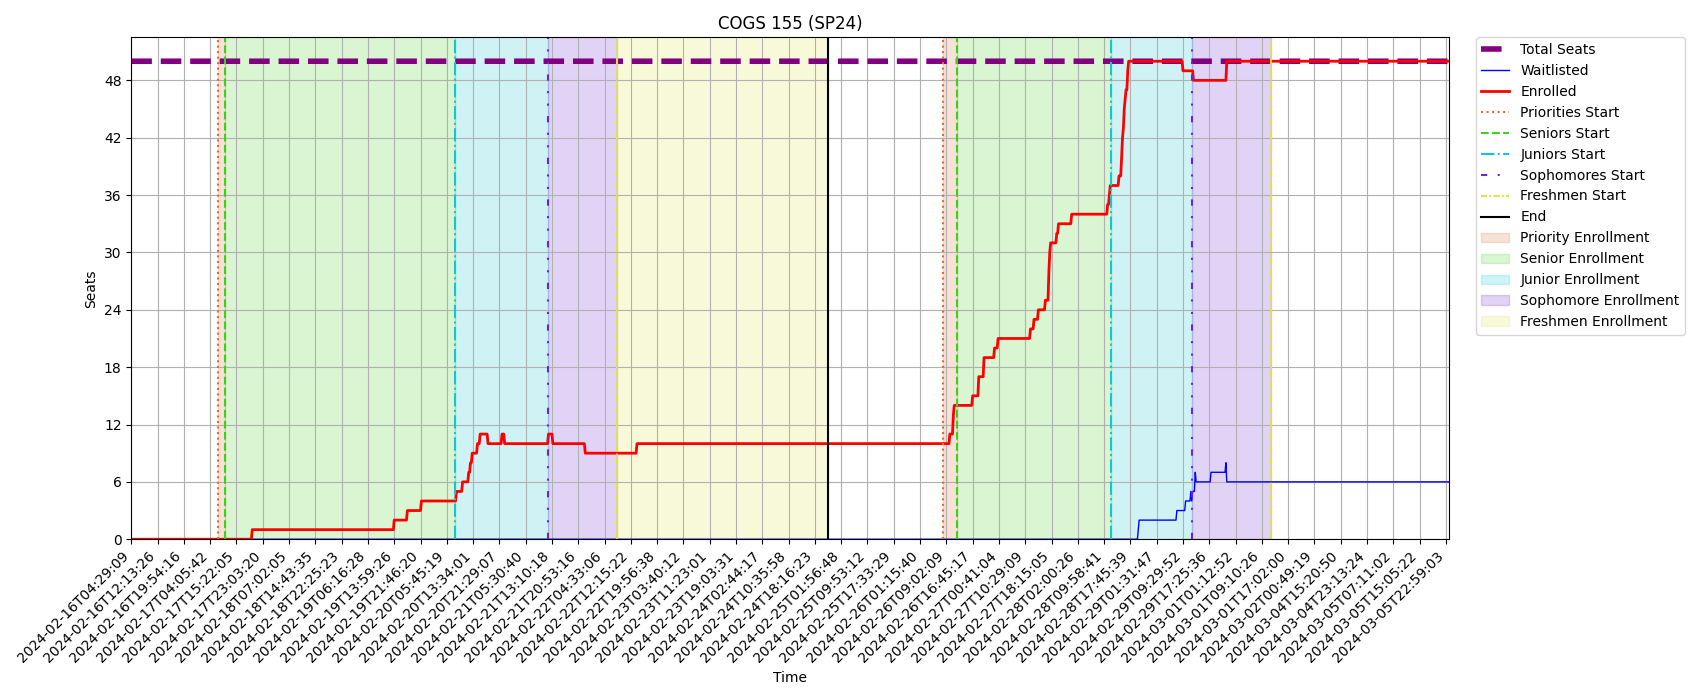 COGS 155 (SP24)
Seats
48
42
36
30
24
18
12
6
0
2024-02-16T04:29:09
2024-02-16T12:13:26
2024-02-16T19:54:16
2024-02-17T04:05:42
2024-02-17T15:22:05
2024-02-17T23:03:20
2024-02-18T07:02:05
2024-02-18T14:43:35
2024-02-18T22:25:23
2024-02-19T06:16:28
2024-02-19T13:59:26
2024-02-19T21:46:20
2024-02-20T05:45:19
2024-02-20T13:34:01
2024-02-20T21:29:07
2024-02-21T05:30:40
2024-02-21T13:10:18
2024-02-21T20:53:16
2024-02-22T04:33:06
2024-02-22T12:15:22
2024-02-22T19:56:38
2024-02-23T03:40:12
2024-02-23T11:23:01
2024-02-23T19:03:31
2024-02-24T02:44:17
2024-02-24T10:35:58
2024-02-24T18:16:23
2024-02-25T01:56:48
2024-02-25T09:53:12
2024-02-25T17:33:29
2024-02-26T01:15:40
2024-02-26T09:02:09
2024-02-26T16:45:17
2024-02-27T00:41:04
2024-02-27T10:29:09
2024-02-27T18:15:05
2024-02-28T02:00:26
2024-02-28T09:58:41
2024-02-28T17:45:39
2024-02-29T01:31:47
2024-02-29T09:29:52
2024-02-29T17:25:36
2024-03-01T01:12:52
2024-03-01T09:10:26
2024-03-01T17:02:00
2024-03-02T00:49:19
2024-03-04T15:20:50
2024-03-04T23:13:24
2024-03-05T07:11:02
2024-03-05T15:05:22
2024-03-05T22:59:03
Time
Total Seats
Waitlisted
Enrolled
Priorities Start
Seniors Start
Juniors Start
Sophomores Start
Freshmen Start
End
Priority Enrollment
Senior Enrollment
Junior Enrollment
Sophomore Enrollment
Freshmen Enrollment